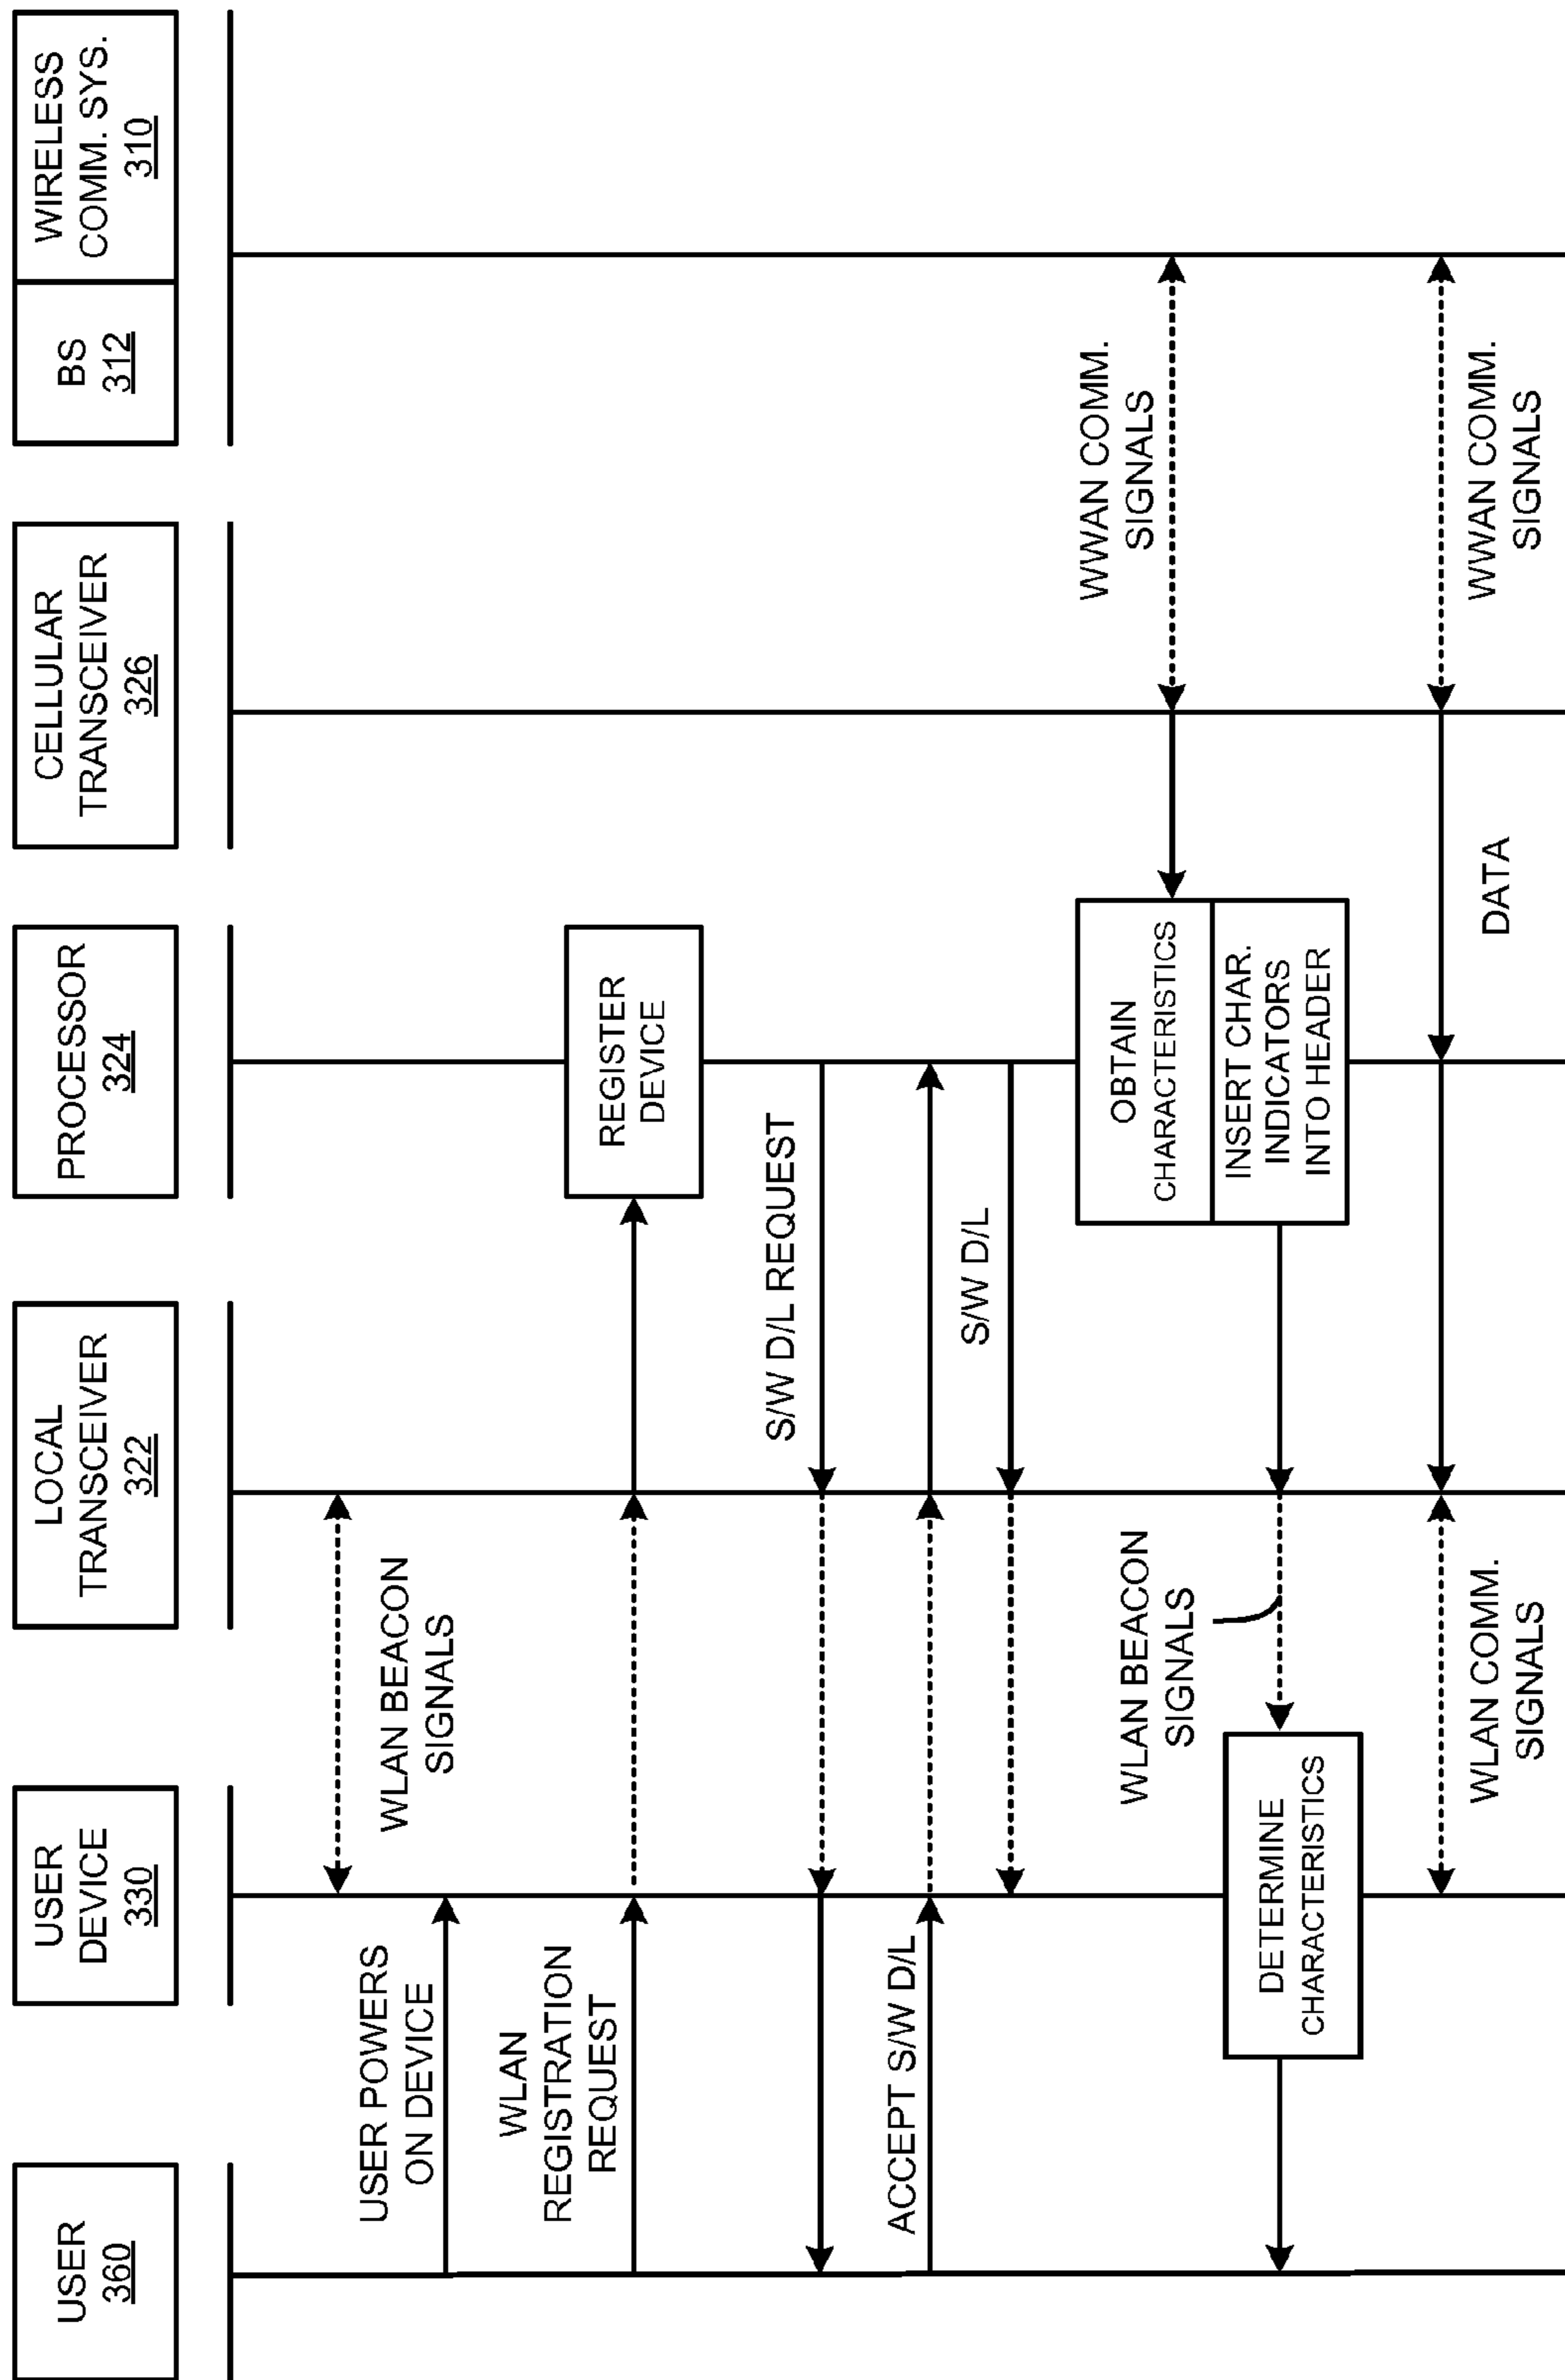 USER
360
USER
DEVICE
330
LOCAL
TRANSCEIVER
322
PROCESSOR
324
CELLULAR
TRANSCEIVER
326
BS
312
WIRELESS
COMM. SYS.
310
WLAN BEACON
SIGNALS
USER POWERS
ON DEVICE
WLAN
REGISTRATION
REQUEST
REGISTER
DEVICE
S/W D/L REQUEST
ACCEPT S/W D/L
S/W D/L
WWAN COMM.
SIGNALS
OBTAIN
CHARACTERISTICS
INSERT CHAR.
INDICATORS
INTO HEADER
WLAN BEACON
SIGNALS
DETERMINE
CHARACTERISTICS
WLAN COMM.
SIGNALS
DATA
WWAN COMM.
SIGNALS